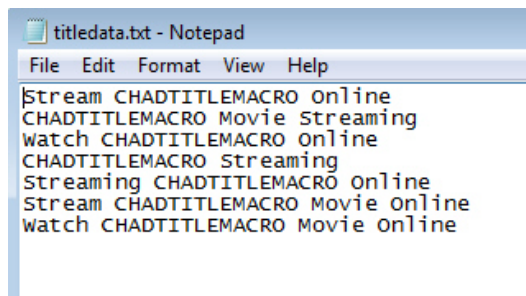 titledata.txt - Notepad
File Edit Format View Help
Stream CHADTITLEMACRO Online
CHADTITLEMACRO Movie Streaming
Watch CHADTITLEMACRO Online
CHADTITLEMACRO Streaming
Streaming CHADTITLEMACRO Online
Stream CHADTITLEMACRO Movie Online
Watch CHADTITLEMACRO Movie Online